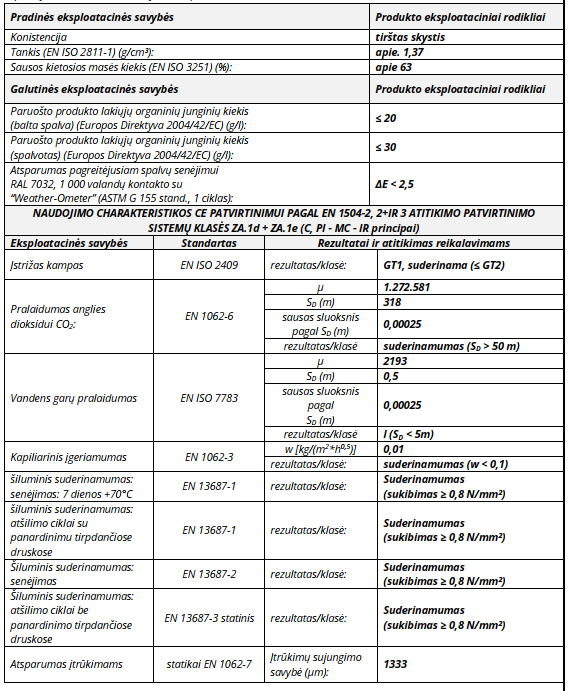 Pradinės eksploatacinės savybės Produkto eksploataciniai rodikliai
Konistencija tirštas skystis
Tankis (EN ISO 2811-1) (g/cm³): apie. 1,37
Sausos kietosios masės kiekis (EN ISO 3251) (%): apie 63
Galutinės eksploatacinės savybės Produkto eksploataciniai rodikliai
Paruošto produkto lakiųjų organinių junginių kiekis
(balta spalva) (Europos Direktyva 2004/42/EC) (g/l): ≤ 20
Paruošto produkto lakiųjų organinių junginių kiekis
(spalvotas) (Europos Direktyva 2004/42/EC) (g/l): ≤ 30
Atsparumas pagreitėjusiam spalvų senėjimui
RAL 7032, 1 000 valandų kontakto su
“Weather-Ometer” (ASTM G 155 stand., 1 ciklas): ΔE < 2,5
NAUDOJIMO CHARAKTERISTIKOS CE PATVIRTINIMUI PAGAL EN 1504-2, 2+IR 3 ATITIKIMO PATVIRTINIMO
SISTEMŲ KLASĖS ZA.1d + ZA.1e (C, PI - MC - IR principai)
Eksploatacinės savybės Standartas Rezultatai ir atitikimas reikalavimams
Įstrižas kampas EN ISO 2409 rezultatas/klasė: GT1, suderinama (≤ GT2)
Pralaidumas anglies
dioksidui CO₂: EN 1062-6
µ 1.272.581
S_D (m) 318
sausas sluoksnis
pagal S_D (m) 0,00025
rezultatas/klasė suderinamumas (S_D > 50 m)
Vandens garų pralaidumas EN ISO 7783
µ 2193
S_D (m) 0,5
sausas sluoksnis
pagal
S_D (m) 0,00025
rezultatas/klasė I (S_D < 5m)
Kapiliarinis įgeriamumas EN 1062-3
w [kg/(m²*h⁰·⁵)] 0,01
rezultatas/klasė: suderinamumas (w < 0,1)
šiluminis suderinamumas:
senėjimas: 7 dienos +70°C EN 13687-1 rezultatas/klasė: Suderinamumas
(sukibimas ≥ 0,8 N/mm²)
šiluminis suderinamumas:
atšilimo ciklai su
panardinimu tirpdančiose
druskose EN 13687-1 rezultatas/klasė: Suderinamumas
(sukibimas ≥ 0,8 N/mm²)
Šiluminis suderinamumas:
senėjimas EN 13687-2 rezultatas/klasė: Suderinamumas
(sukibimas ≥ 0,8 N/mm²)
Šiluminis suderinamumas:
atšilimo ciklai be
panardinimo tirpdančiose
druskose EN 13687-3 statinis rezultatas/klasė: Suderinamumas
(sukibimas ≥ 0,8 N/mm²)
Atsparumas įtrūkimams statikai EN 1062-7 Įtrūkimų sujungimo
savybė (µm): 1333